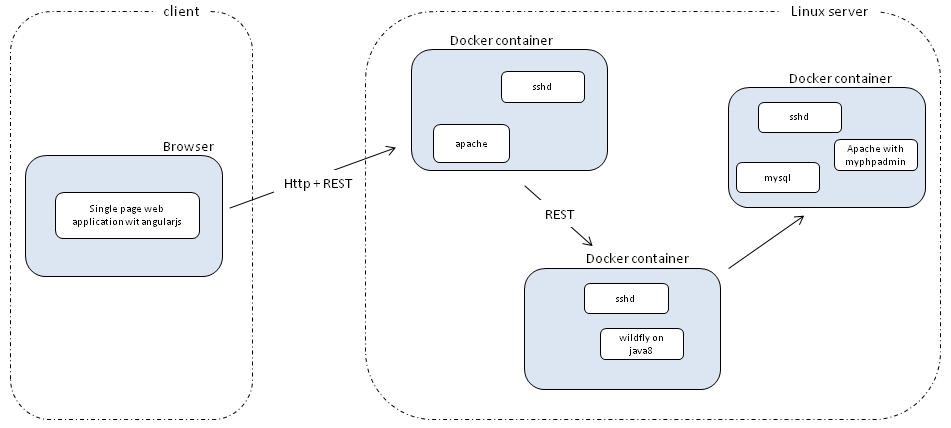 client
Linux server
Browser
Single page web
application wit angularjs
Http + REST
Docker container
sshd
apache
REST
Docker container
sshd
wildfly on
java8
Docker container
sshd
Apache with
myphpadmin
mysql